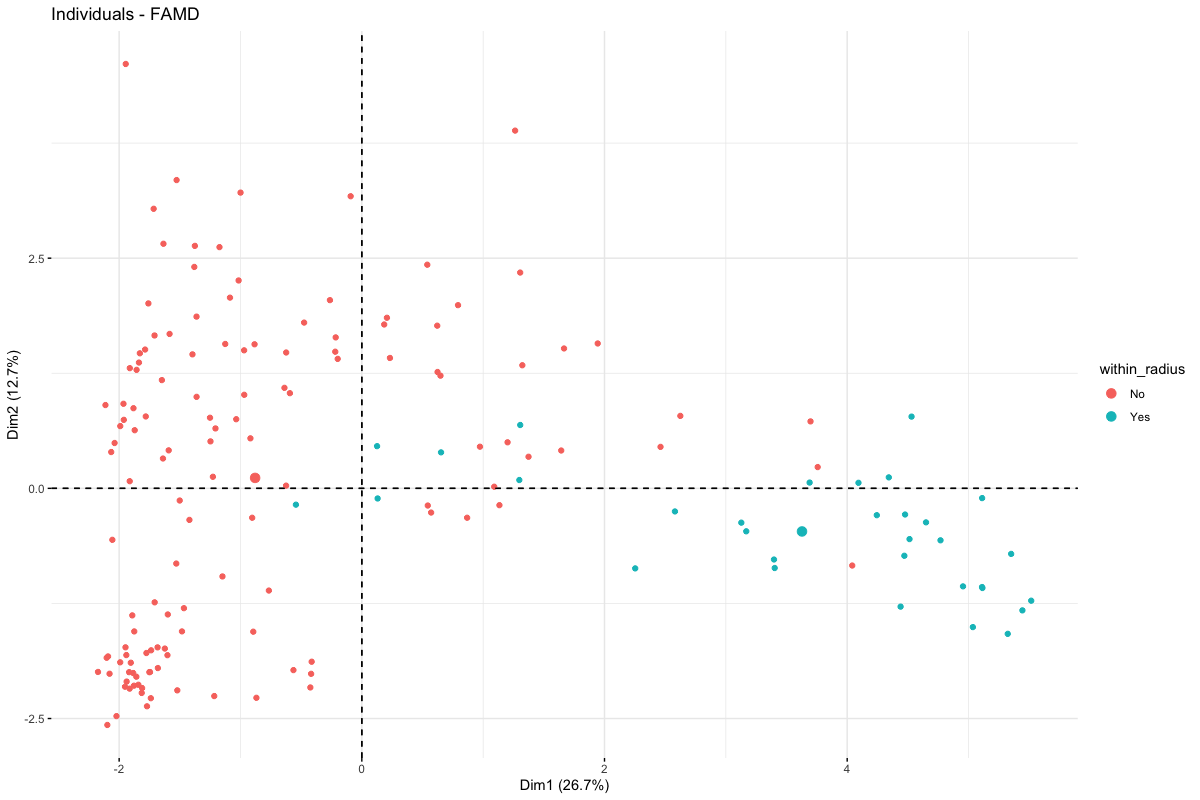 Individuals - FAMD
Dim2 (12.7%)
2.5
0.0
-2.5
-2
0
2
4
Dim1 (26.7%)
within_radius
No
Yes